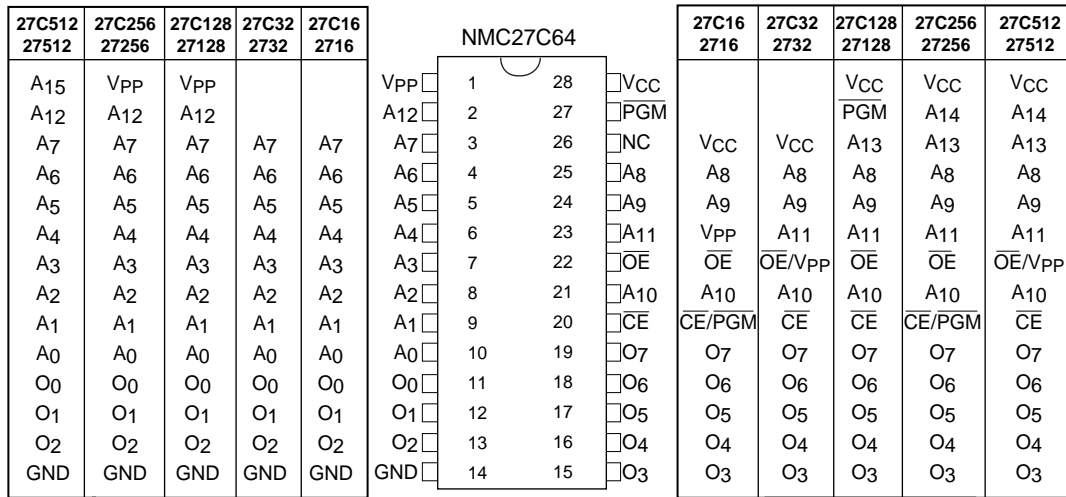 27C512 27C256 27C128 27C32 27C16 NMC27C64 27C16 27C32 27C128 27C256 27C512
27512 27256 27128 2732 2716 2716 2732 27128 27256 27512
A15 VPP VPP VPP 1 28 VCC VCC VCC VCC
A12 A12 A12 A12 2 27 PGM PGM A14 A14
A7 A7 A7 A7 A7 A7 3 26 NC VCC VCC A13 A13 A13
A6 A6 A6 A6 A6 A6 4 25 A8 A8 A8 A8 A8 A8
A5 A5 A5 A5 A5 A5 5 24 A9 A9 A9 A9 A9 A9
A4 A4 A4 A4 A4 A4 6 23 A11 VPP A11 A11 A11 A11
A3 A3 A3 A3 A3 A3 7 22 OE OE OE/VPP OE OE OE/VPP
A2 A2 A2 A2 A2 A2 8 21 A10 A10 A10 A10 A10 A10
A1 A1 A1 A1 A1 A1 9 20 CE CE/PGM CE CE CE/PGM CE
A0 A0 A0 A0 A0 A0 10 19 O7 O7 O7 O7 O7 O7
O0 O0 O0 O0 O0 O0 11 18 O6 O6 O6 O6 O6 O6
O1 O1 O1 O1 O1 O1 12 17 O5 O5 O5 O5 O5 O5
O2 O2 O2 O2 O2 O2 13 16 O4 O4 O4 O4 O4 O4
GND GND GND GND GND GND 14 15 O3 O3 O3 O3 O3 O3